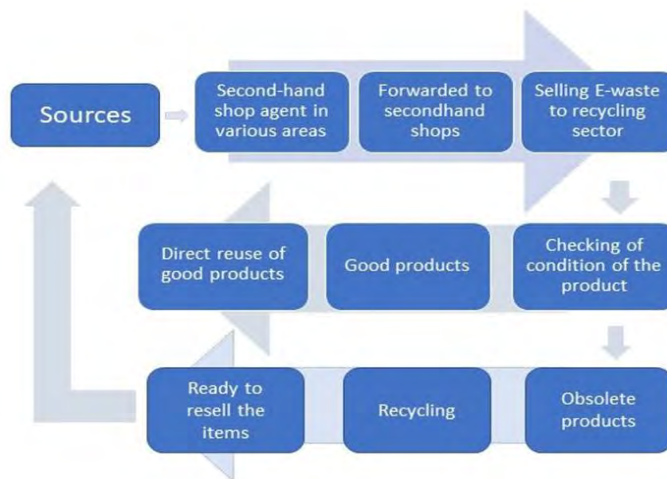 Sources
Second-hand
shop agent in
various areas
Forwarded to
secondhand
shops
Selling E-waste
to recycling
sector
Direct reuse of
good products
Good products
Checking of
condition of the
product
Ready to
resell the
items
Recycling
Obsolete
products